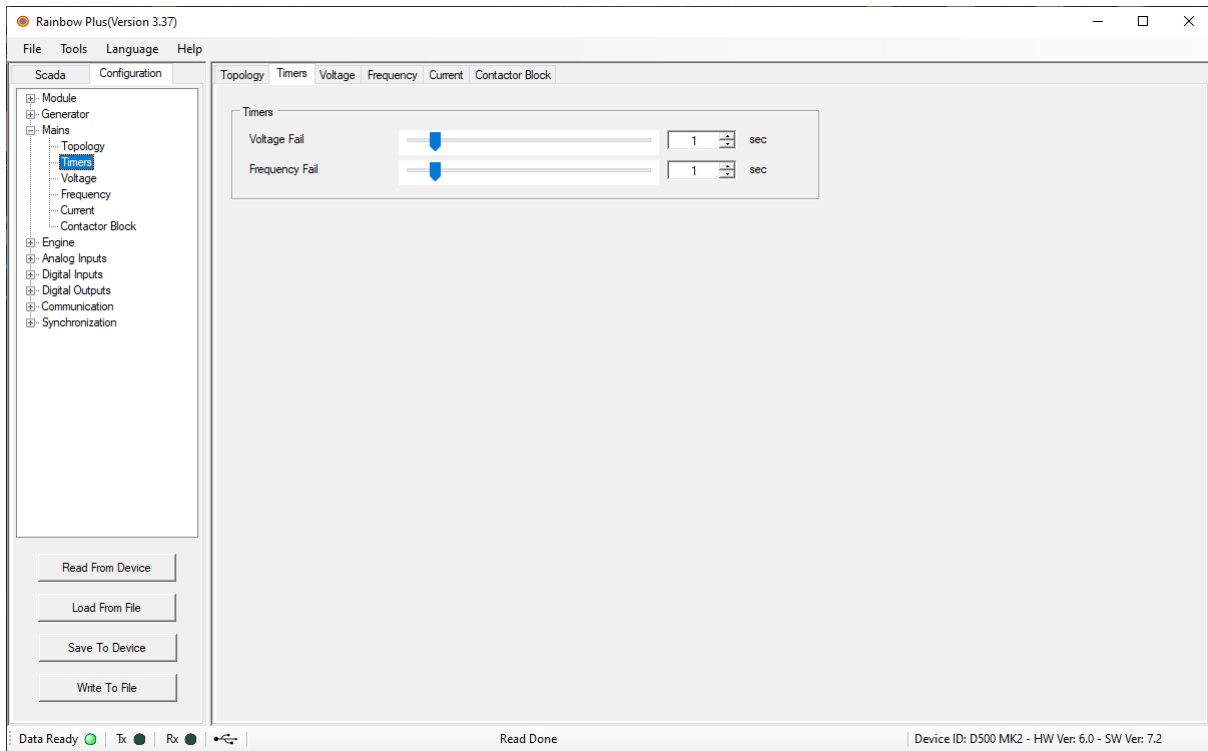 Rainbow Plus(Version 3.37)
File Tools Language Help
Scada Configuration
Module
Generator
Mains
Topology
Timers
Voltage
Frequency
Current
Contactor Block
Engine
Analog Inputs
Digital Inputs
Digital Outputs
Communication
Synchronization
Read From Device
Load From File
Save To Device
Write To File
Topology Timers Voltage Frequency Current Contactor Block
Timers
Voltage Fail 1 sec
Frequency Fail 1 sec
Data Ready Tx Rx Read Done Device ID: D500 MK2 - HW Ver: 6.0 - SW Ver: 7.2